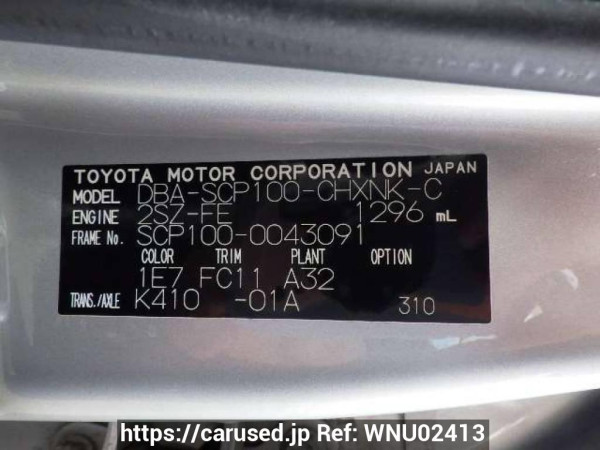 TOYOTA MOTOR CORPORATION JAPAN
MODEL DBA-SCP100-CHXNK-C
ENGINE 2SZ-FE 1296 mL
FRAME No. SCP100-0043091
COLOR TRIM PLANT OPTION
1E7 FC11 A32
TRANS./AXLE K410 -01A 310
https://carused.jp Ref: WNU02413